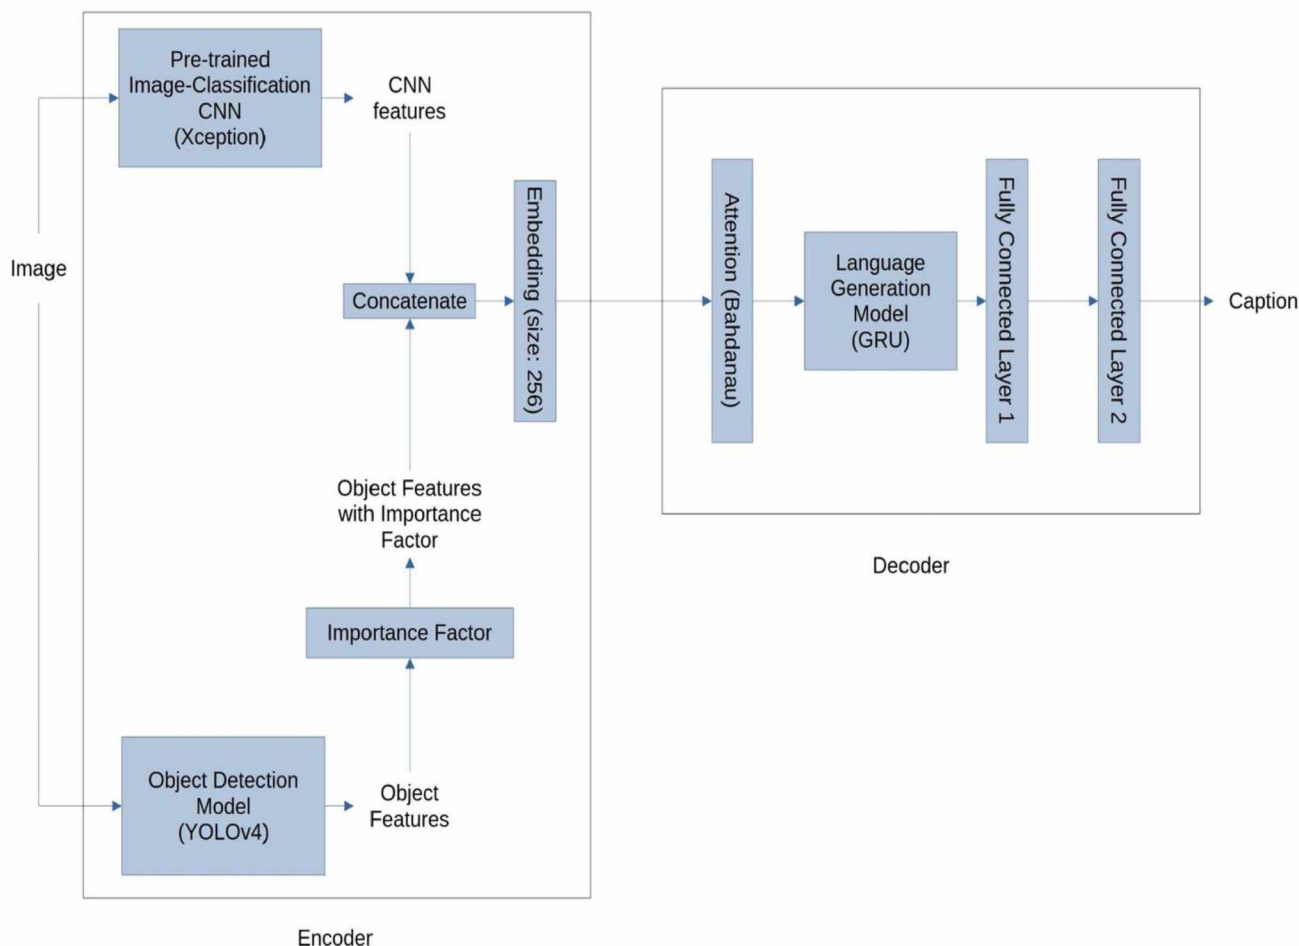 Pre-trained
Image-Classification
CNN
(Xception)
CNN
features
Image
Concatenate
Embedding (size: 256)
Object Features
with Importance
Factor
Importance Factor
Object Detection
Model
(YOLOv4)
Object
Features
Encoder
Attention (Bahdanau)
Language
Generation
Model
(GRU)
Fully Connected Layer 1
Fully Connected Layer 2
Caption
Decoder